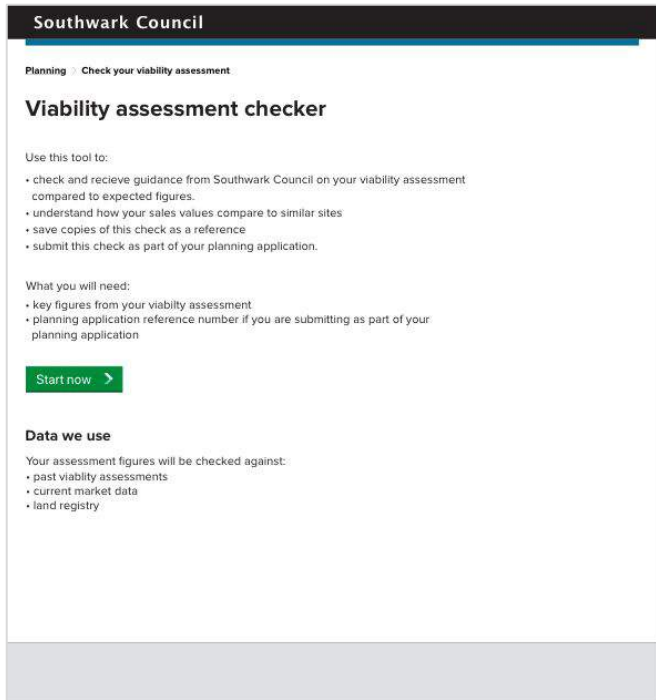 Southwark Council
Planning > Check your viability assessment
Viability assessment checker
Use this tool to:
• check and recieve guidance from Southwark Council on your viability assessment
compared to expected figures.
• understand how your sales values compare to similar sites
• save copies of this check as a reference
• submit this check as part of your planning application.
What you will need:
• key figures from your viabilty assessment
• planning application reference number if you are submitting as part of your
planning application
Start now >
Data we use
Your assessment figures will be checked against:
• past viablity assessments
• current market data
• land registry